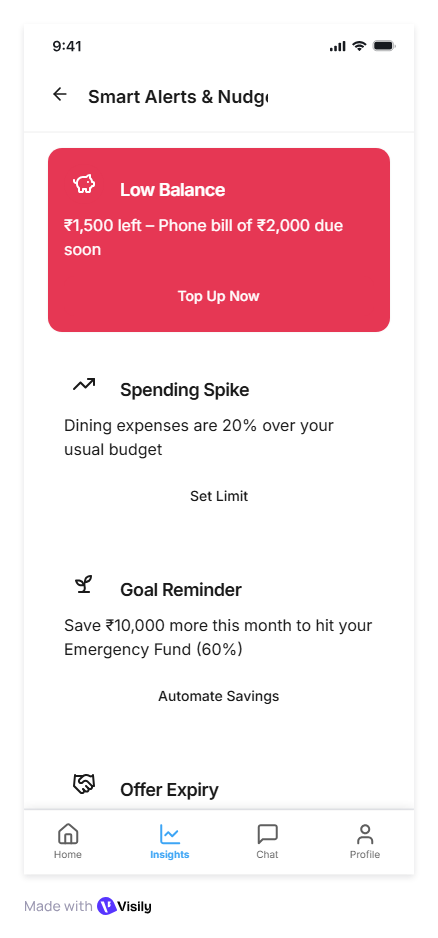 9:41
Smart Alerts & Nudge
Low Balance
₹1,500 left – Phone bill of ₹2,000 due
soon
Top Up Now
Spending Spike
Dining expenses are 20% over your
usual budget
Set Limit
Goal Reminder
Save ₹10,000 more this month to hit your
Emergency Fund (60%)
Automate Savings
Offer Expiry
Home
Insights
Chat
Profile
Made with Visily